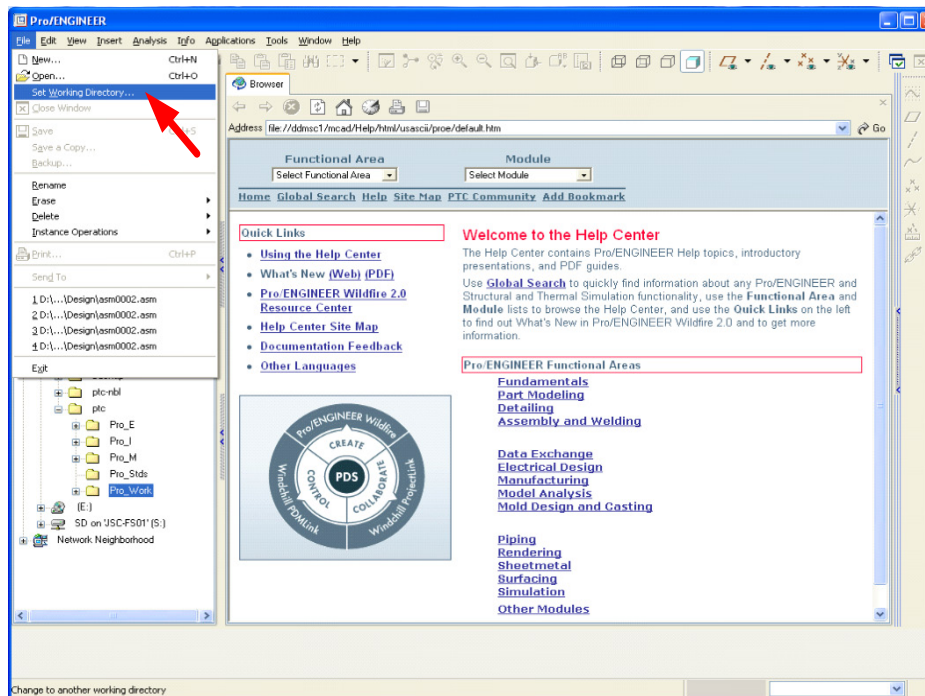 Pro/ENGINEER
File Edit View Insert Analysis Info Applications Tools Window Help
New... Ctrl+N
Open... Ctrl+O
Set Working Directory...
Close Window
Save
Save a Copy...
Backup...
Rename
Erase
Delete
Instance Operations
Print... Ctrl+P
Send To
1 D:\...\Design\asm0002.asm
2 D:\...\Design\asm0002.asm
3 D:\...\Design\asm0002.asm
4 D:\...\Design\asm0002.asm
Exit
ptc-nbl
ptc
Pro_E
Pro_I
Pro_M
Pro_Stds
Pro_Work
(E:)
SD on 'JSC-FS01' (S:)
Network Neighborhood
Browser
Address file://ddmsc1/mcad/Help/html/usascii/proe/default.htm Go
Functional Area Module
Select Functional Area Select Module
Home Global Search Help Site Map PTC Community Add Bookmark
Quick Links
Using the Help Center
What's New (Web) (PDF)
Pro/ENGINEER Wildfire 2.0
Resource Center
Help Center Site Map
Documentation Feedback
Other Languages
Pro/ENGINEER Wildfire
Windchill ProjectLink
Windchill PDMLink
CREATE
COLLABORATE
CONTROL
PDS
Welcome to the Help Center
The Help Center contains Pro/ENGINEER Help topics, introductory
presentations, and PDF guides.
Use Global Search to quickly find information about any Pro/ENGINEER and
Structural and Thermal Simulation functionality, use the Functional Area and
Module lists to browse the Help Center, and use the Quick Links on the left
to find out What's New in Pro/ENGINEER Wildfire 2.0 and to get more
information.
Pro/ENGINEER Functional Areas
Fundamentals
Part Modeling
Detailing
Assembly and Welding
Data Exchange
Electrical Design
Manufacturing
Model Analysis
Mold Design and Casting
Piping
Rendering
Sheetmetal
Surfacing
Simulation
Other Modules
Change to another working directory